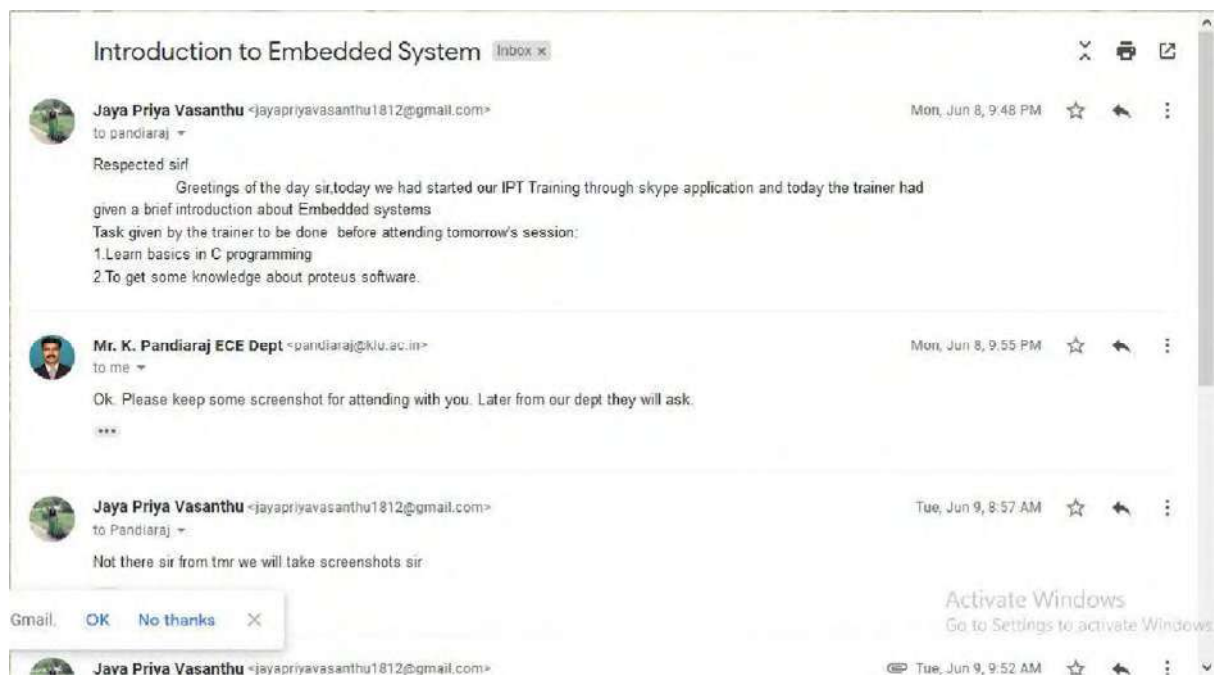 Introduction to Embedded System Inbox x
Jaya Priya Vasanthu <jayapriyavasanthu1812@gmail.com> Mon, Jun 8, 9:48 PM
to pandiaraj
Respected sir!
Greetings of the day sir,today we had started our IPT Training through skype application and today the trainer had
given a brief introduction about Embedded systems
Task given by the trainer to be done before attending tomorrow's session:
1.Learn basics in C programming
2.To get some knowledge about proteus software.
Mr. K. Pandiaraj ECE Dept <pandiaraj@klu.ac.in> Mon, Jun 8, 9:55 PM
to me
Ok. Please keep some screenshot for attending with you. Later from our dept they will ask.
Jaya Priya Vasanthu <jayapriyavasanthu1812@gmail.com> Tue, Jun 9, 8:57 AM
to Pandiaraj
Not there sir from tmr we will take screenshots sir
Activate Windows
Gmail. OK No thanks X
Go to Settings to activate Windows
Jaya Priya Vasanthu <jayapriyavasanthu1812@gmail.com> Tue, Jun 9, 9:52 AM